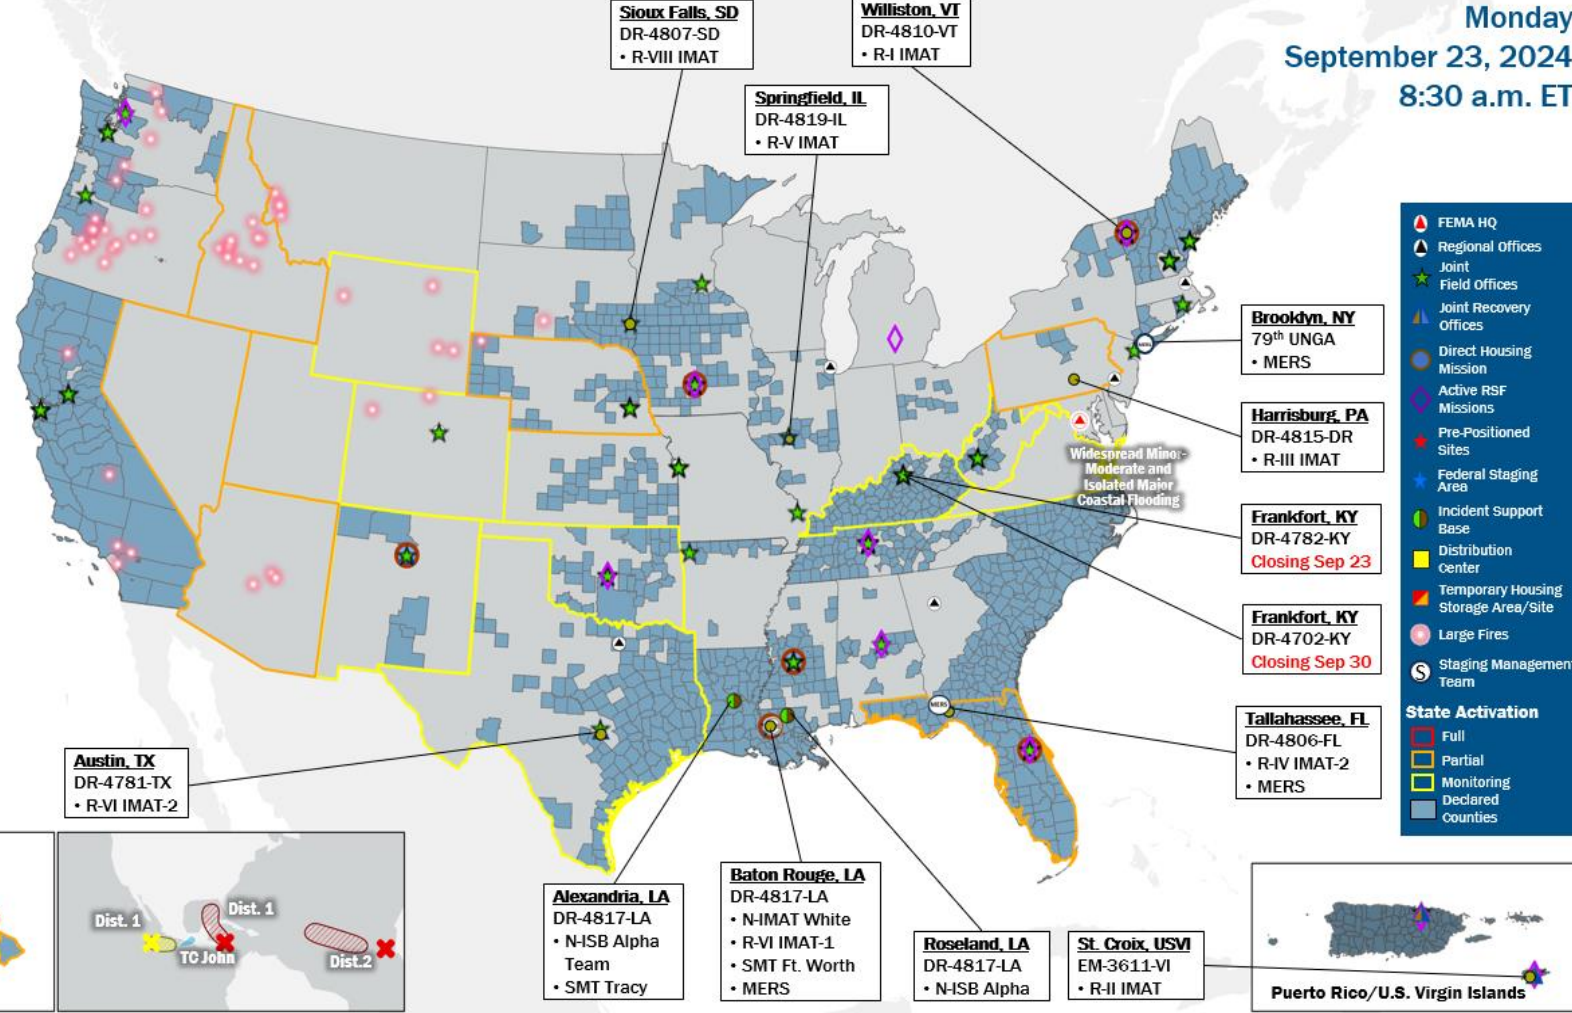 Monday
September 23, 2024
8:30 a.m. ET
Sioux Falls, SD
DR-4807-SD
• R-VIII IMAT
Williston, VT
DR-4810-VT
• R-I IMAT
Springfield, IL
DR-4819-IL
• R-V IMAT
Brooklyn, NY
79th UNGA
• MERS
Harrisburg, PA
DR-4815-DR
• R-III IMAT
Frankfort, KY
DR-4782-KY
Closing Sep 23
Frankfort, KY
DR-4702-KY
Closing Sep 30
Tallahassee, FL
DR-4806-FL
• R-IV IMAT-2
• MERS
MERS
Widespread Minor-
Moderate and
Isolated Major
Coastal Flooding
MERS
FEMA HQ
Regional Offices
Joint
Field Offices
Joint Recovery
Offices
Direct Housing
Mission
Active RSF
Missions
Pre-Positioned
Sites
Federal Staging
Area
Incident Support
Base
Distribution
Center
Temporary Housing
Storage Area/Site
Large Fires
S
Staging Management
Team
State Activation
Full
Partial
Monitoring
Declared
Counties
Austin, TX
DR-4781-TX
• R-VI IMAT-2
Dist. 1
Dist. 1
TC John
Dist.2
Alexandria, LA
DR-4817-LA
• N-ISB Alpha
Team
• SMT Tracy
Baton Rouge, LA
DR-4817-LA
• N-IMAT White
• R-VI IMAT-1
• SMT Ft. Worth
• MERS
Roseland, LA
DR-4817-LA
• N-ISB Alpha
St. Croix, USVI
EM-3611-VI
• R-II IMAT
Puerto Rico/U.S. Virgin Islands